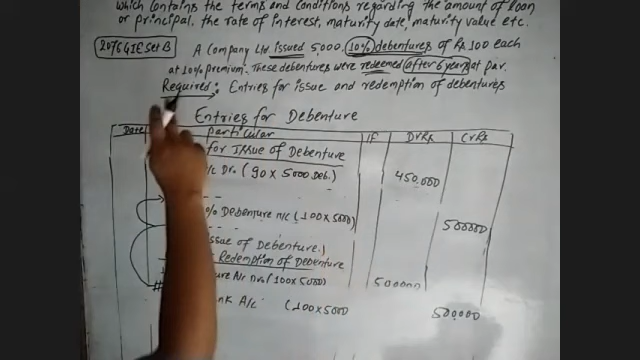 which contains the terms and conditions regarding the amount of loan
or principal, the rate of interest, maturity date, maturity value etc.
2076 GIE Set B A Company Ltd issued 5,000, 10% debentures of Rs 100 each
at 10% premium. These debentures were redeemed after 6 years at par.
Required: Entries for issue and redemption of debentures
Entries for Debenture
Date particular LF Dr Rs Cr Rs
for Issue of Debenture
A/c Dr. (90 x 5000 Deb.) 450,000
% Debenture A/c (100 x 5000) 500000
issue of Debenture.)
Redemption of Debenture
ure A/c Dr. (100 x 5000) 500000
nk A/c (100 x 5000 500000